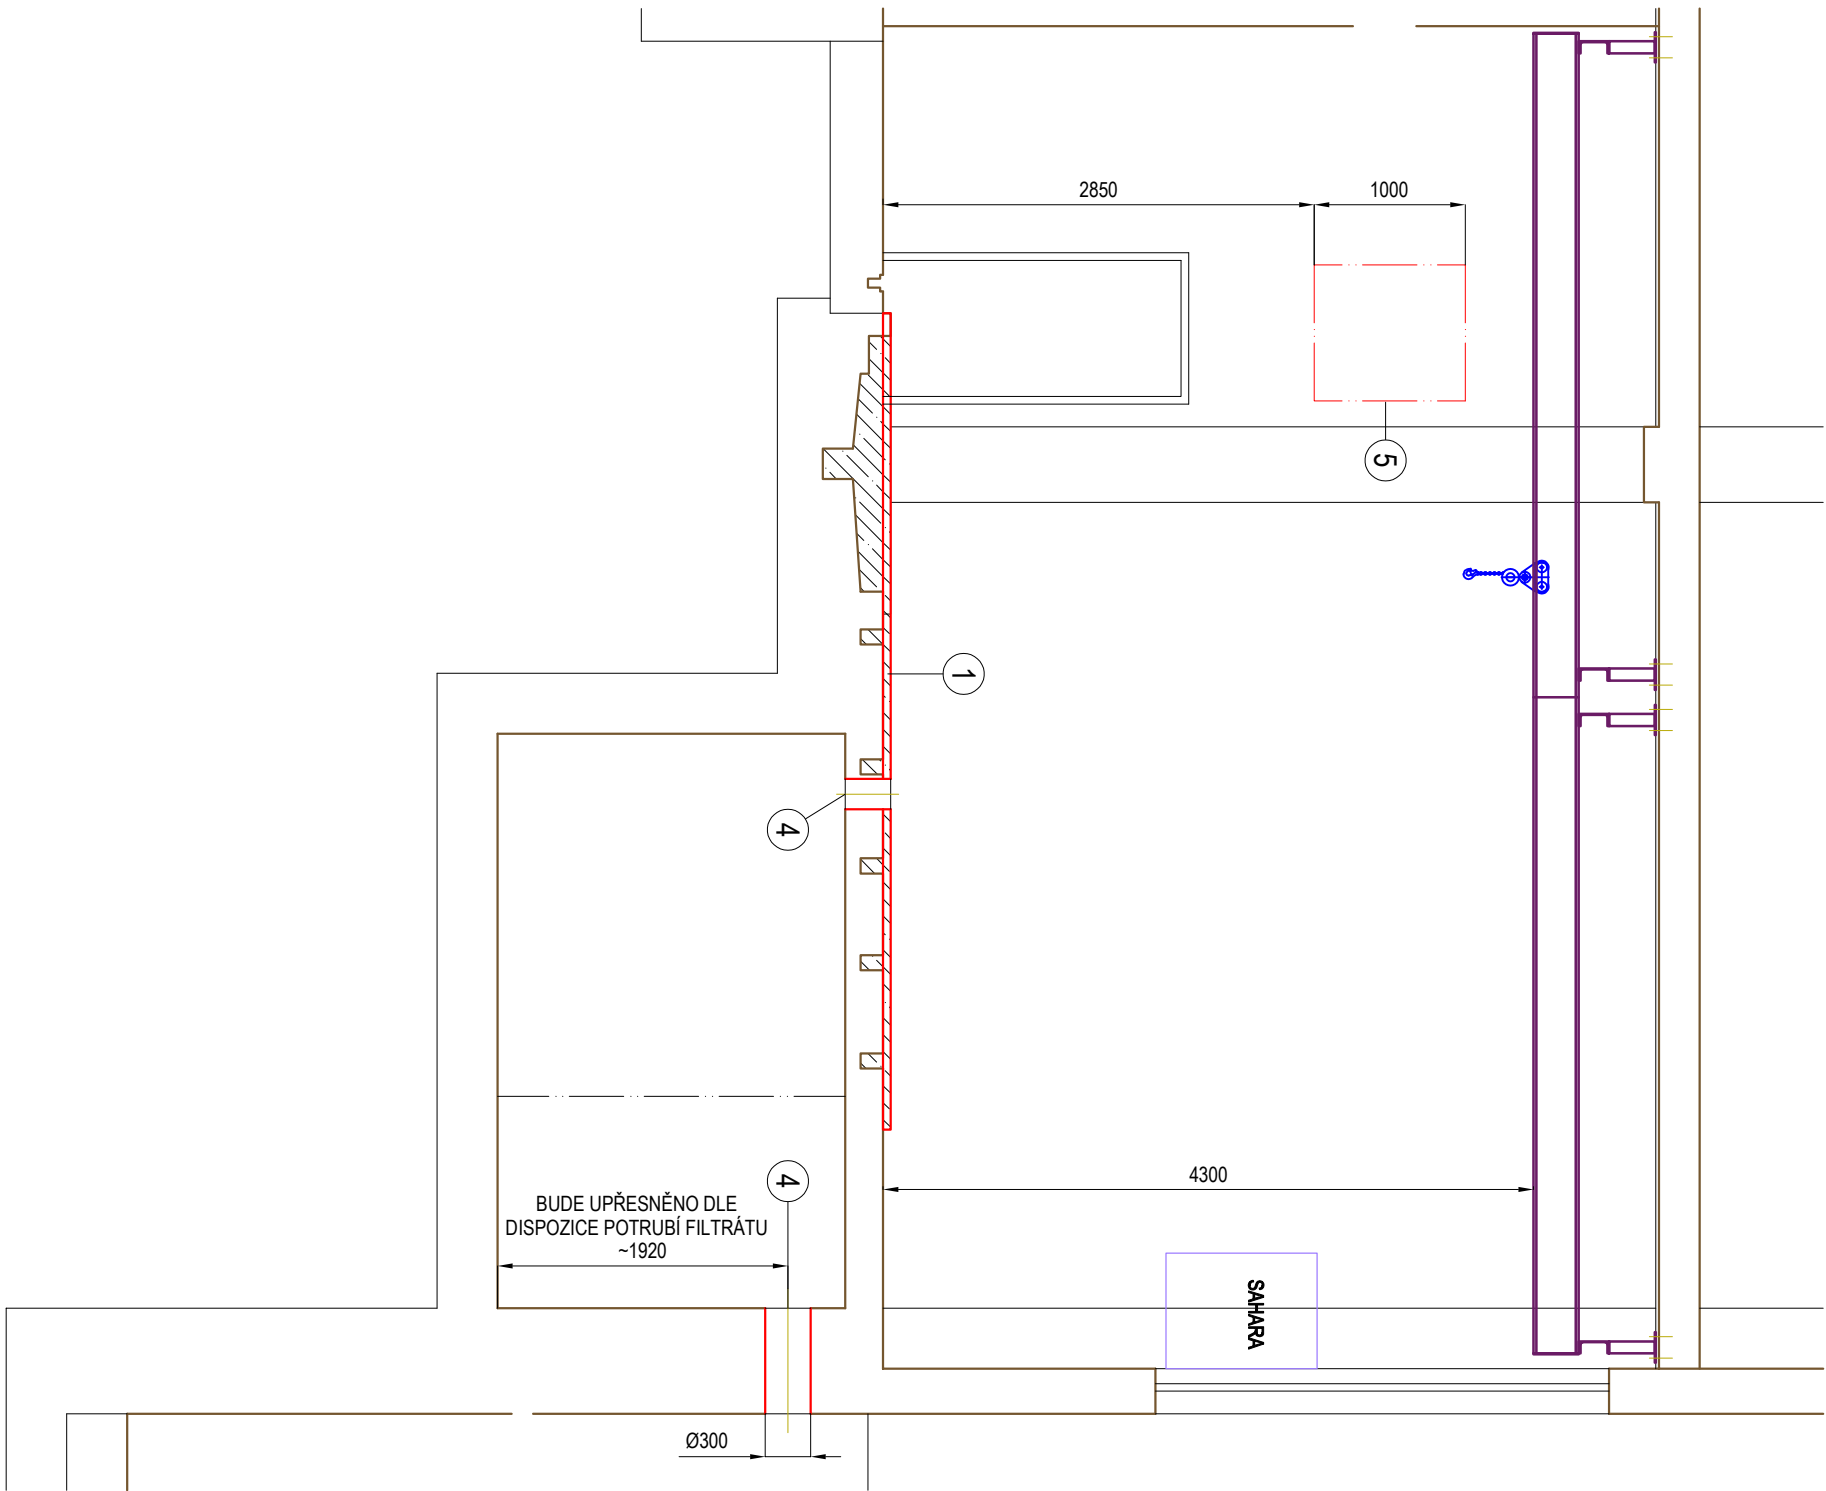 2850
1000
5
1
4
4300
4
BUDE UPŘESNĚNO DLE
DISPOZICE POTRUBÍ FILTRÁTU
~1920
SAHARA
Ø300